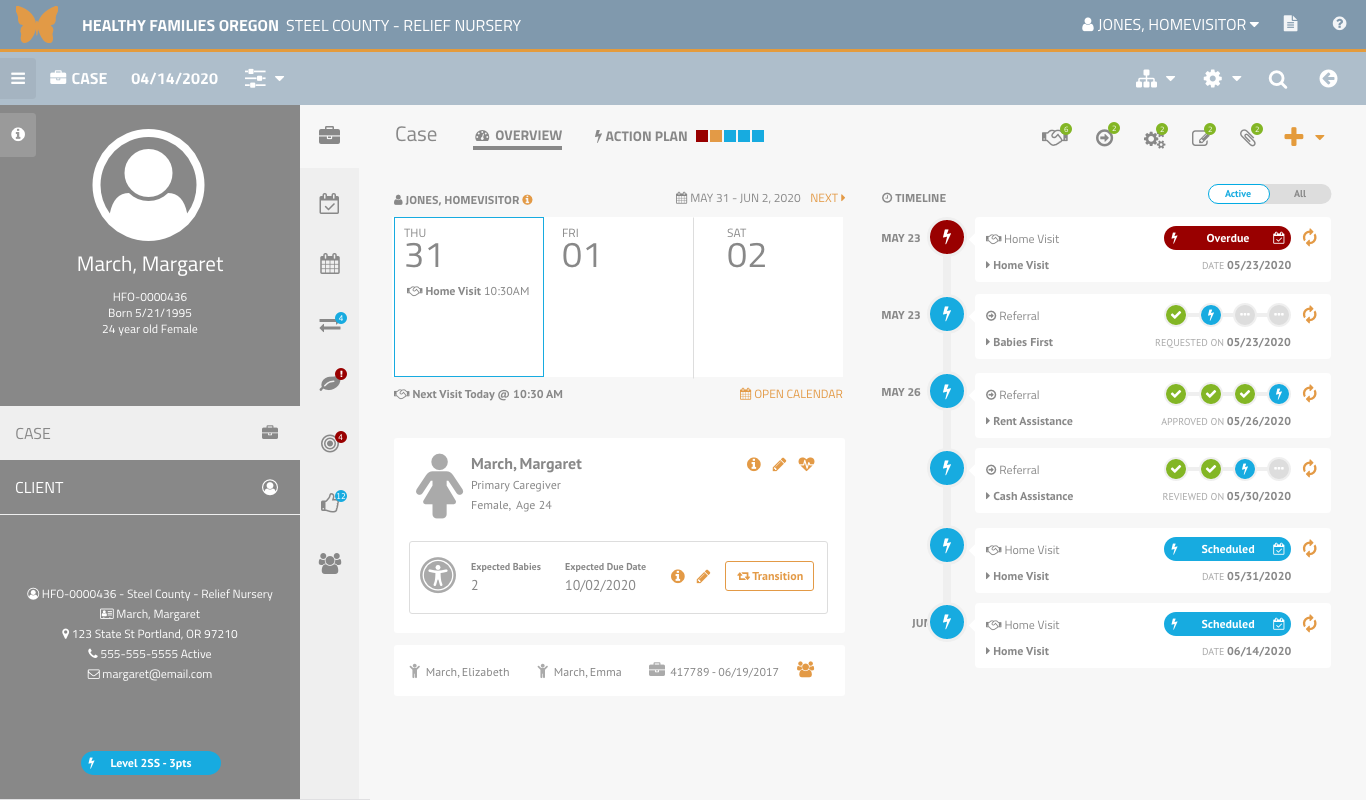 HEALTHY FAMILIES OREGON STEEL COUNTY - RELIEF NURSERY
JONES, HOMEVISITOR
CASE 04/14/2020
March, Margaret
HFO-0000436
Born 5/21/1995
24 year old Female
CASE
CLIENT
HFO-0000436 - Steel County - Relief Nursery
March, Margaret
123 State St Portland, OR 97210
555-555-5555 Active
margaret@email.com
Level 2SS - 3pts
4
!
4
12
Case OVERVIEW ACTION PLAN
6 2 2 2 2
JONES, HOMEVISITOR
MAY 31 - JUN 2, 2020 NEXT
THU FRI SAT
31 01 02
Home Visit 10:30AM
Next Visit Today @ 10:30 AM
OPEN CALENDAR
March, Margaret
Primary Caregiver
Female, Age 24
Expected Babies Expected Due Date
2 10/02/2020
Transition
March, Elizabeth March, Emma 417789 - 06/19/2017
TIMELINE
Active All
MAY 23
Home Visit Overdue
Home Visit DATE 05/23/2020
MAY 23
Referral
Babies First REQUESTED ON 05/23/2020
MAY 26
Referral
Rent Assistance APPROVED ON 05/26/2020
Referral
Cash Assistance REVIEWED ON 05/30/2020
Home Visit Scheduled
Home Visit DATE 05/31/2020
JUN
Home Visit Scheduled
Home Visit DATE 06/14/2020